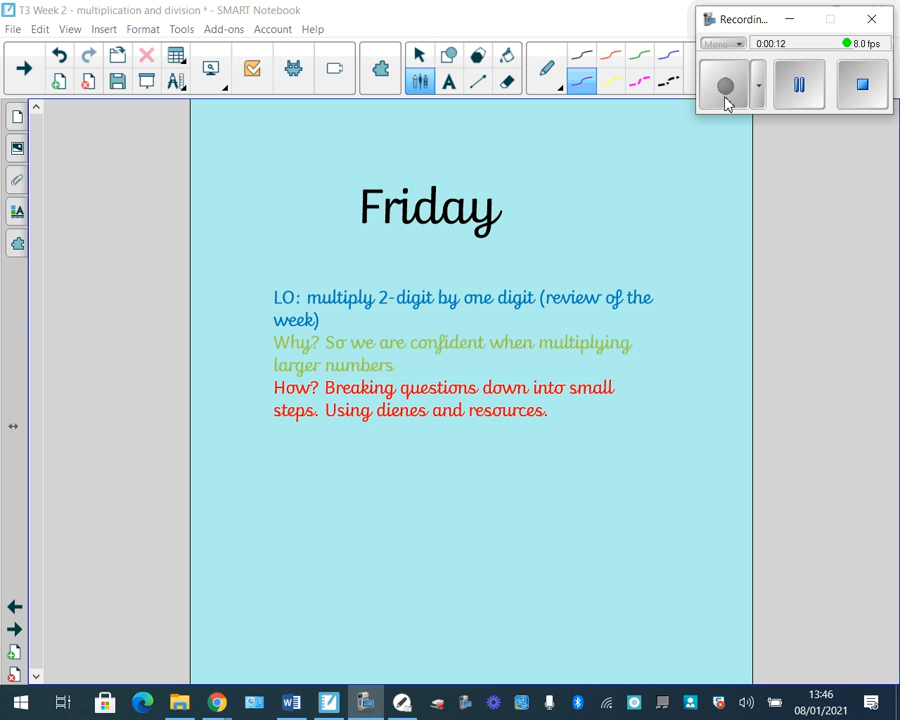 T3 Week 2 - multiplication and division * - SMART Notebook
File Edit View Insert Format Tools Add-ons Account Help
Recordin...
Menu 0:00:12 8.0 fps
Friday
LO: multiply 2-digit by one digit (review of the
week)
Why? So we are confident when multiplying
larger numbers
How? Breaking questions down into small
steps. Using dienes and resources.
13:46
08/01/2021